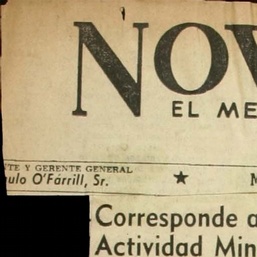 NOV
EL ME
NTE Y GERENTE GENERAL
ulo O'Farrill, Sr. ★ M
Corresponde a
Actividad Min